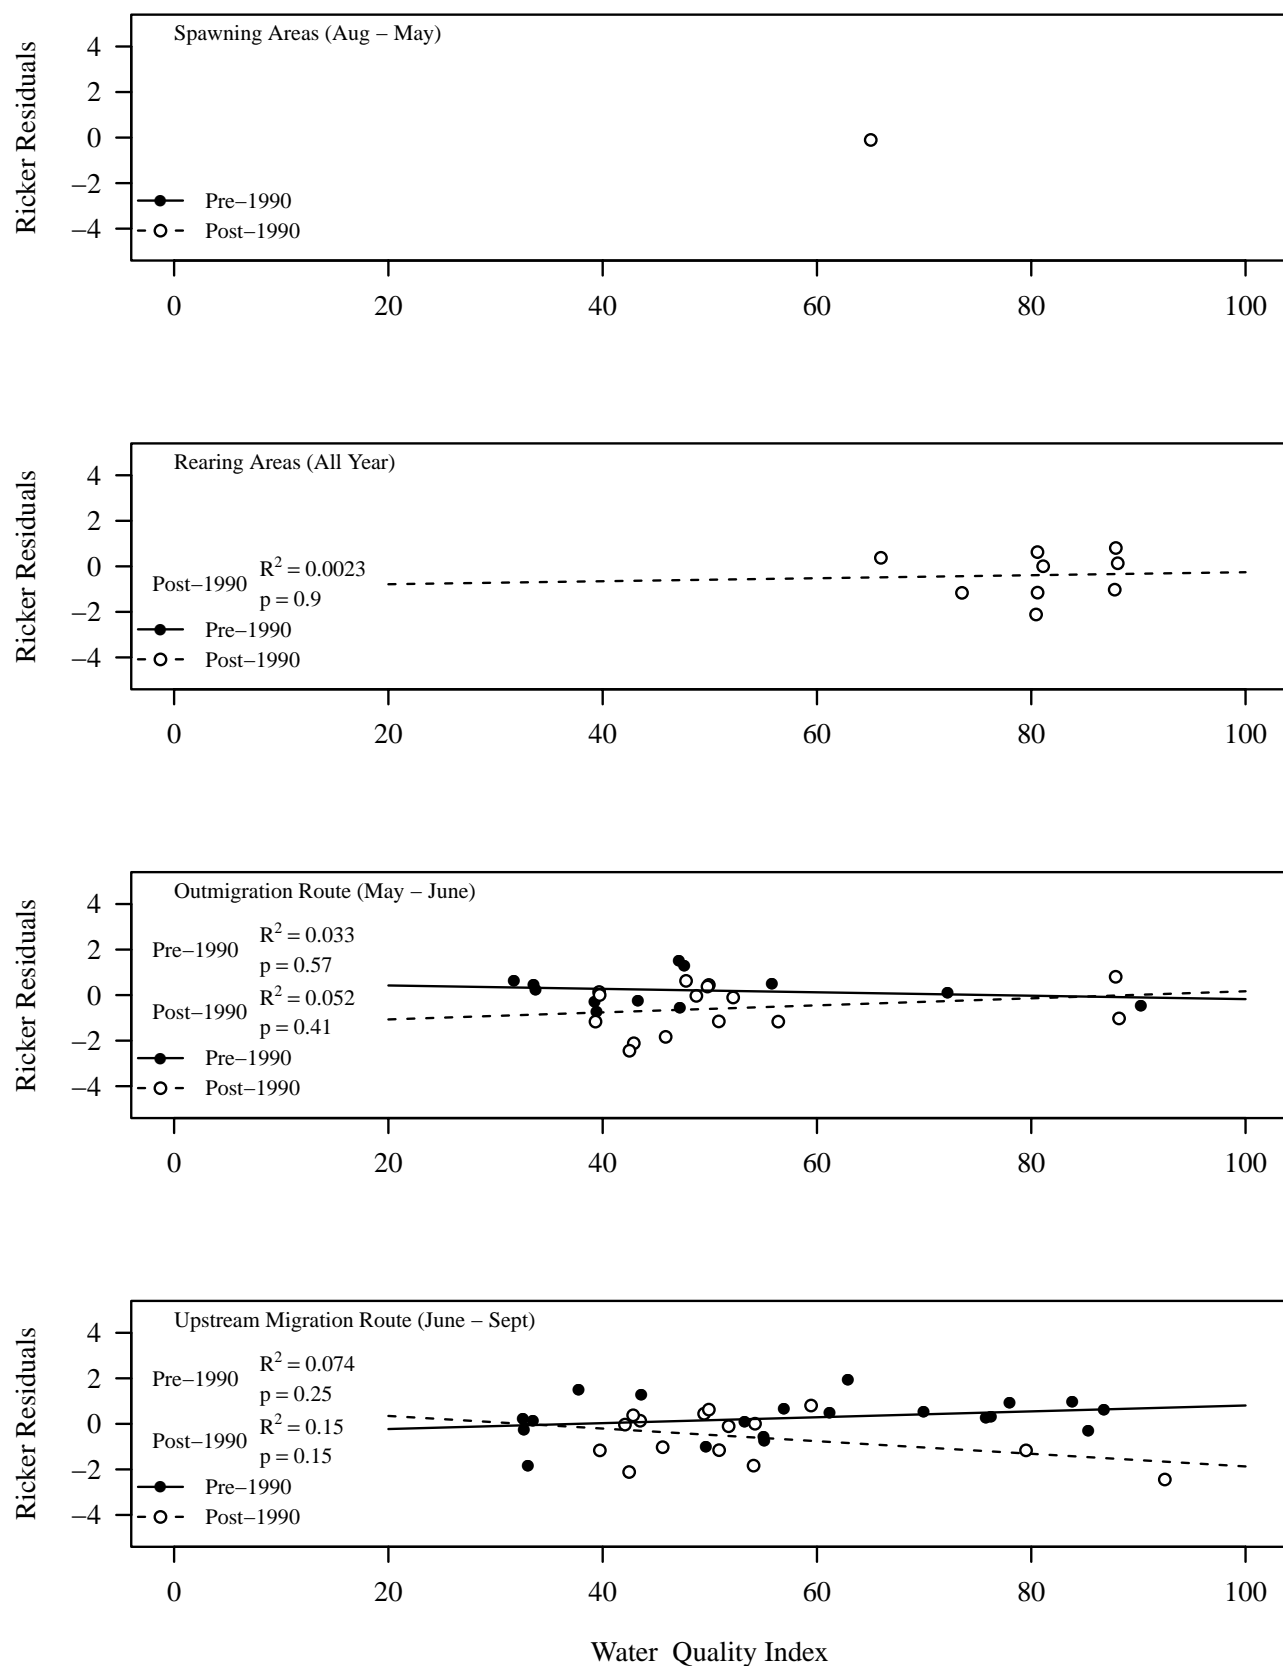 Spawning Areas (Aug – May)
Ricker Residuals
4
2
0
−2
−4
Pre−1990
Post−1990
0 20 40 60 80 100
Rearing Areas (All Year)
Ricker Residuals
4
2
0
−2
−4
Post−1990
R² = 0.0023
p = 0.9
Pre−1990
Post−1990
0 20 40 60 80 100
Outmigration Route (May – June)
Ricker Residuals
4
2
0
−2
−4
Pre−1990
R² = 0.033
p = 0.57
Post−1990
R² = 0.052
p = 0.41
Pre−1990
Post−1990
0 20 40 60 80 100
Upstream Migration Route (June – Sept)
Ricker Residuals
4
2
0
−2
−4
Pre−1990
R² = 0.074
p = 0.25
Post−1990
R² = 0.15
p = 0.15
Pre−1990
Post−1990
0 20 40 60 80 100
Water Quality Index